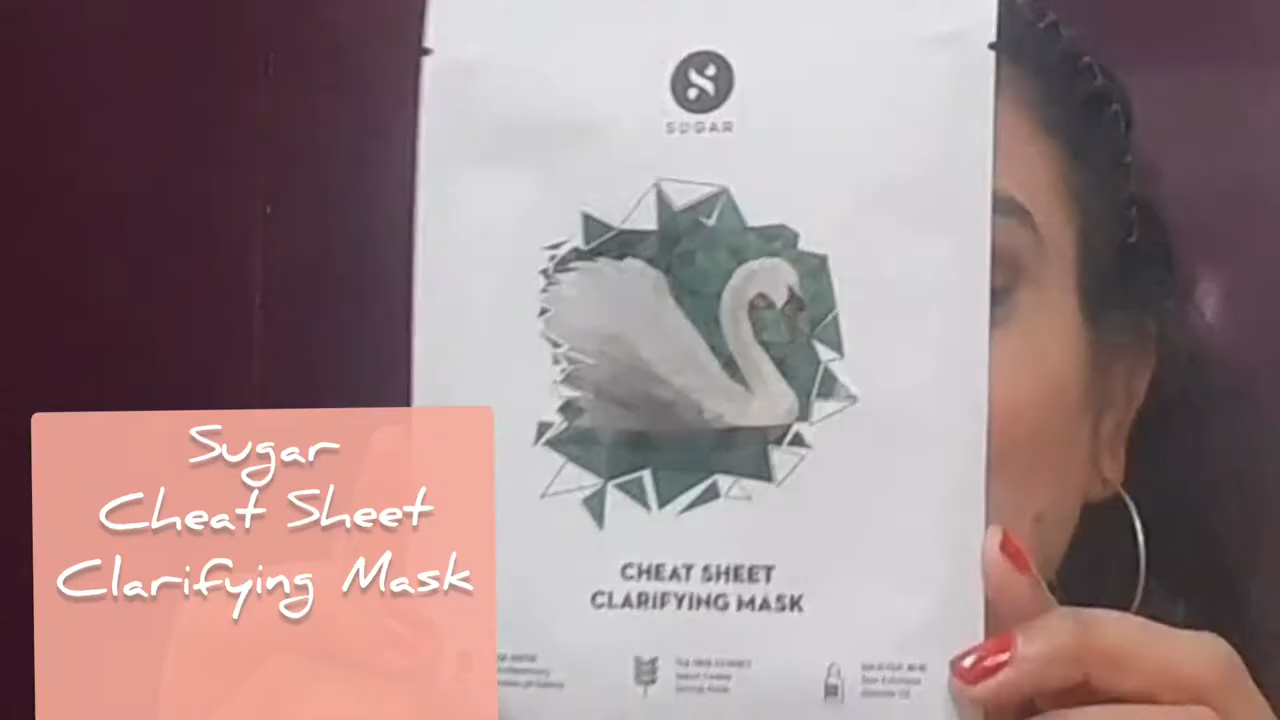 SUGAR
CHEAT SHEET
CLARIFYING MASK
Sugar
Cheat Sheet
Clarifying Mask